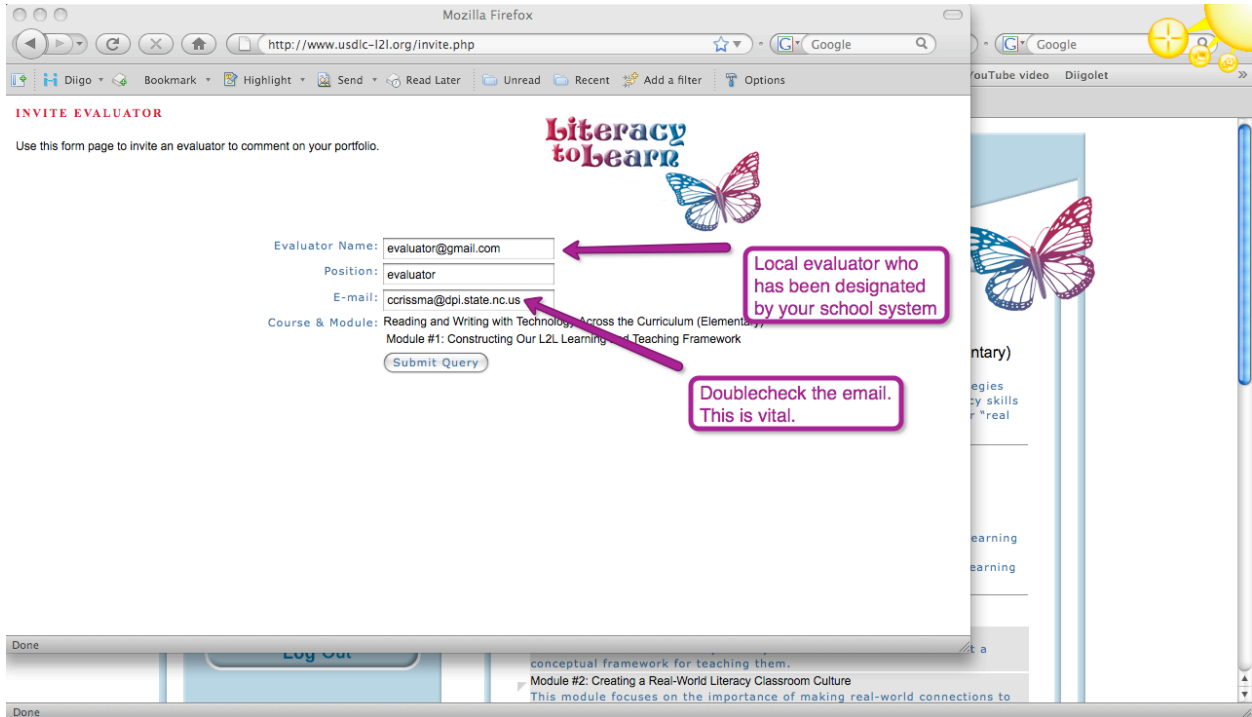 Mozilla Firefox
http://www.usdlc-l2l.org/invite.php
Google
Google
Diigo
Bookmark
Highlight
Send
Read Later
Unread
Recent
Add a filter
Options
YouTube video
Diigolet
INVITE EVALUATOR
Use this form page to invite an evaluator to comment on your portfolio.
Literacy
toLearn
Evaluator Name: evaluator@gmail.com
Position: evaluator
E-mail: ccrissma@dpi.state.nc.us
Course & Module: Reading and Writing with Technology Across the Curriculum (Elementary)
Module #1: Constructing Our L2L Learning and Teaching Framework
Submit Query
Local evaluator who
has been designated
by your school system
Doublecheck the email.
This is vital.
ntary)
egies
cy skills
r "real
earning
earning
Done
Log Out
t a
conceptual framework for teaching them.
Module #2: Creating a Real-World Literacy Classroom Culture
This module focuses on the importance of making real-world connections to
Done